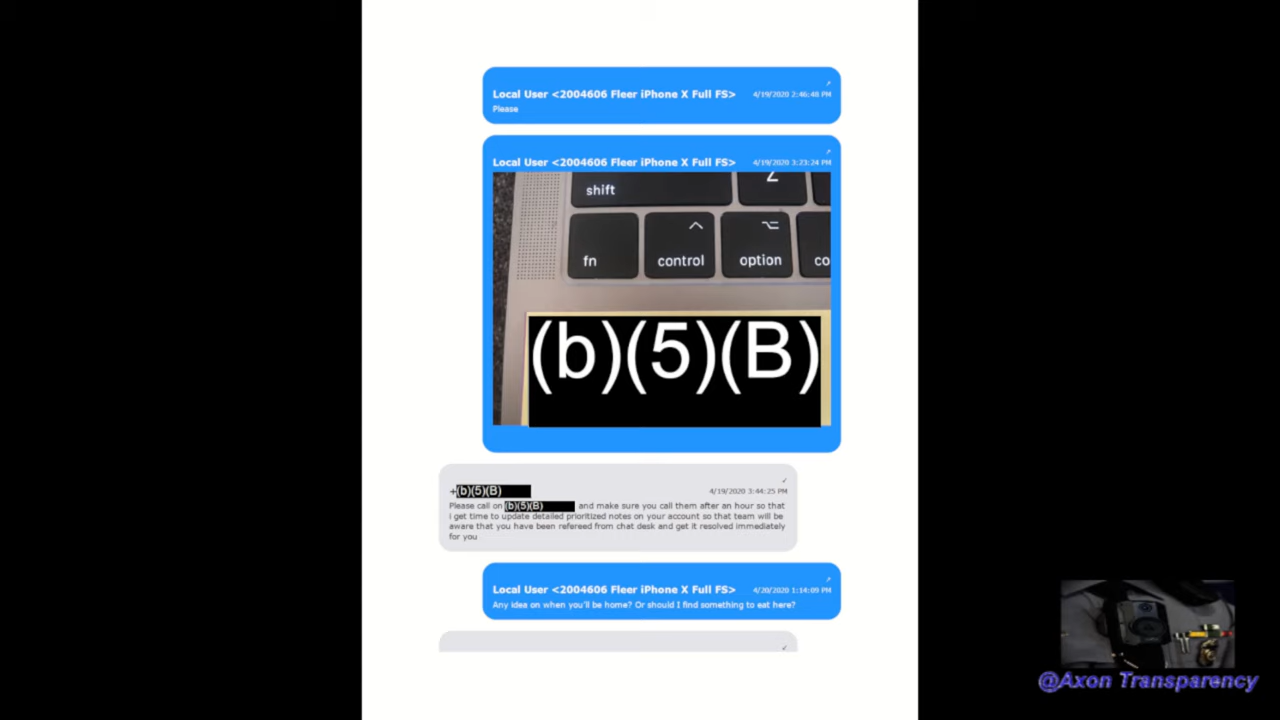 Local User <2004606 Fleer iPhone X Full FS> 4/19/2020 2:46:48 PM
Please
Local User <2004606 Fleer iPhone X Full FS> 4/19/2020 3:23:24 PM
shift Z
fn control option co
(b)(5)(B)
+(b)(5)(B) 4/19/2020 3:44:25 PM
Please call on (b)(5)(B) and make sure you call them after an hour so that
i get time to update detailed prioritized notes on your account so that team will be
aware that you have been refereed from chat desk and get it resolved immediately
for you
Local User <2004606 Fleer iPhone X Full FS> 4/20/2020 1:14:09 PM
Any idea on when you'll be home? Or should I find something to eat here?
@Axon Transparency